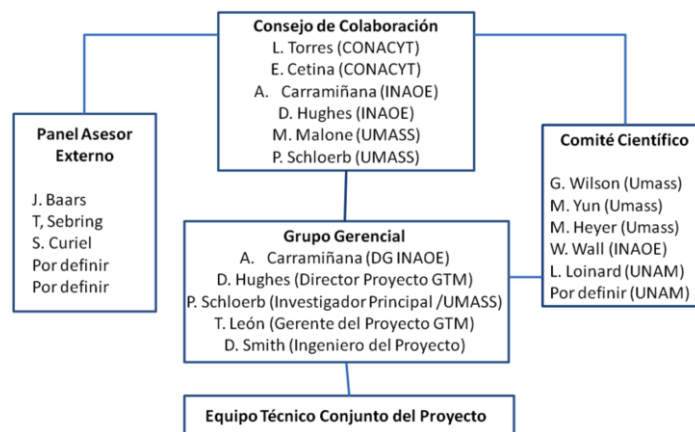 Consejo de Colaboración
L. Torres (CONACYT)
E. Cetina (CONACYT)
A. Carramiñana (INAOE)
D. Hughes (INAOE)
M. Malone (UMASS)
P. Schloerb (UMASS)
Panel Asesor
Externo
J. Baars
T, Sebring
S. Curiel
Por definir
Por definir
Comité Científico
G. Wilson (Umass)
M. Yun (Umass)
M. Heyer (Umass)
W. Wall (INAOE)
L. Loinard (UNAM)
Por definir (UNAM)
Grupo Gerencial
A. Carramiñana (DG INAOE)
D. Hughes (Director Proyecto GTM)
P. Schloerb (Investigador Principal /UMASS)
T. León (Gerente del Proyecto GTM)
D. Smith (Ingeniero del Proyecto)
Equipo Técnico Conjunto del Proyecto